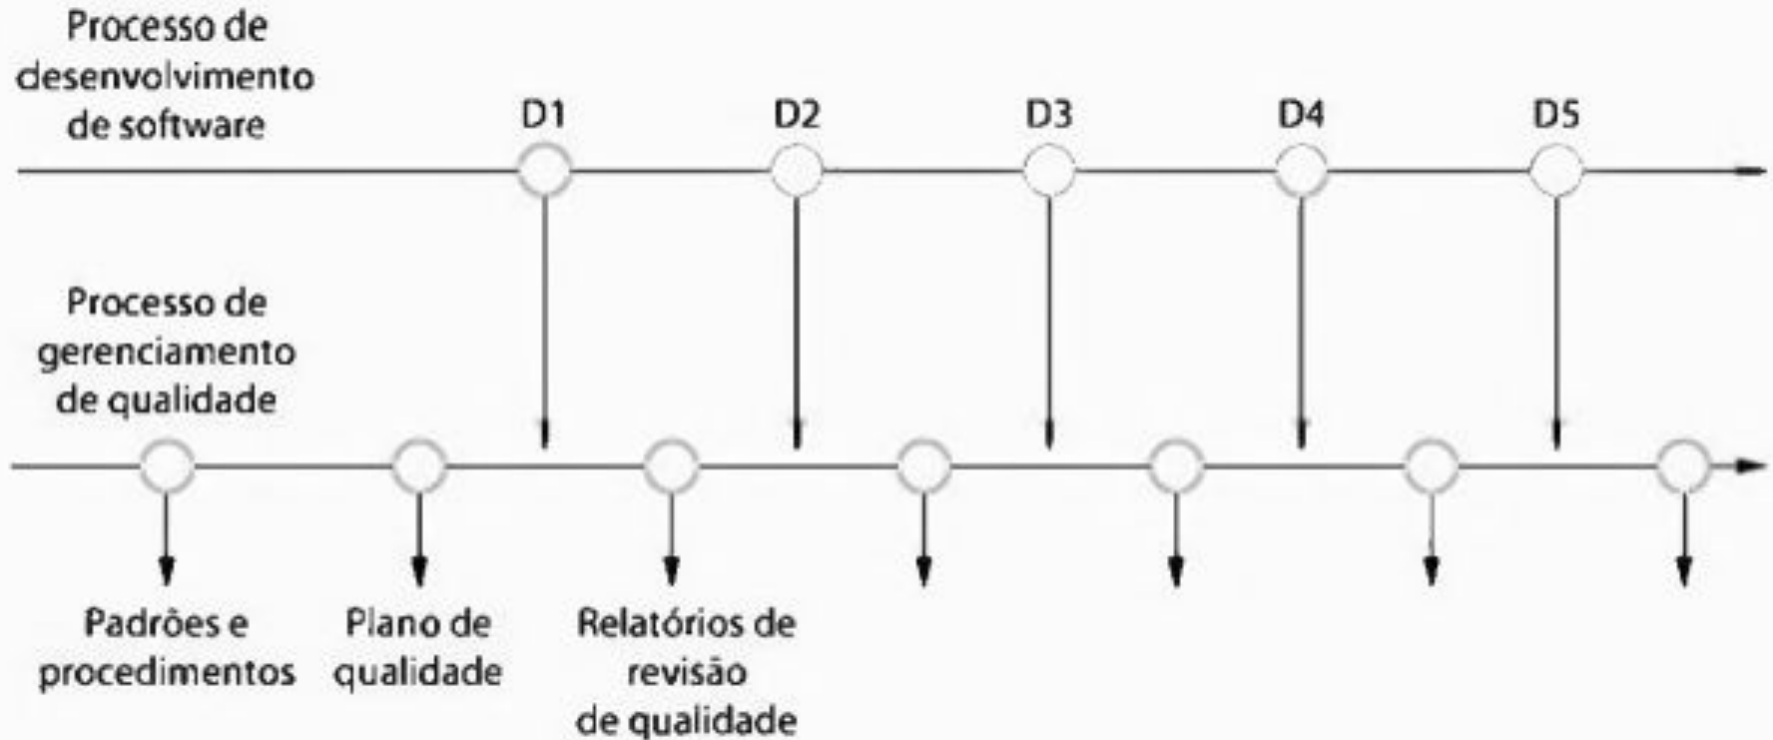 Processo de
desenvolvimento
de software
D1
D2
D3
D4
D5
Processo de
gerenciamento
de qualidade
Padrões e
procedimentos
Plano de
qualidade
Relatórios de
revisão
de qualidade